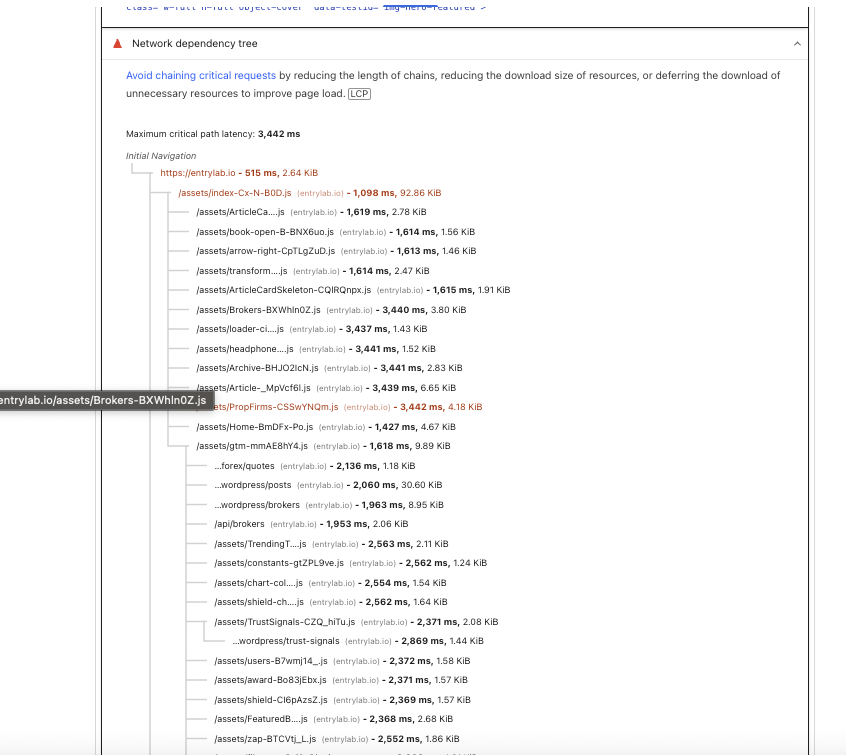 class="w-full h-full object-cover" data-testid="img-hero-featured">
Network dependency tree
Avoid chaining critical requests by reducing the length of chains, reducing the download size of resources, or deferring the download of
unnecessary resources to improve page load. LCP
Maximum critical path latency: 3,442 ms
Initial Navigation
https://entrylab.io - 515 ms, 2.64 KiB
/assets/index-Cx-N-B0D.js (entrylab.io) - 1,098 ms, 92.86 KiB
/assets/ArticleCa....js (entrylab.io) - 1,619 ms, 2.78 KiB
/assets/book-open-B-BNX6uo.js (entrylab.io) - 1,614 ms, 1.56 KiB
/assets/arrow-right-CpTLgZuD.js (entrylab.io) - 1,613 ms, 1.46 KiB
/assets/transform....js (entrylab.io) - 1,614 ms, 2.47 KiB
/assets/ArticleCardSkeleton-CQIRQnpx.js (entrylab.io) - 1,615 ms, 1.91 KiB
/assets/Brokers-BXWhln0Z.js (entrylab.io) - 3,440 ms, 3.80 KiB
/assets/loader-ci....js (entrylab.io) - 3,437 ms, 1.43 KiB
/assets/headphone....js (entrylab.io) - 3,441 ms, 1.52 KiB
/assets/Archive-BHJO2IcN.js (entrylab.io) - 3,441 ms, 2.83 KiB
/assets/Article-_MpVcf6I.js (entrylab.io) - 3,439 ms, 6.65 KiB
entrylab.io/assets/Brokers-BXWhln0Z.js
ets/PropFirms-CSSwYNQm.js (entrylab.io) - 3,442 ms, 4.18 KiB
/assets/Home-BmDFx-Po.js (entrylab.io) - 1,427 ms, 4.67 KiB
/assets/gtm-mmAE8hY4.js (entrylab.io) - 1,618 ms, 9.89 KiB
...forex/quotes (entrylab.io) - 2,136 ms, 1.18 KiB
...wordpress/posts (entrylab.io) - 2,060 ms, 30.60 KiB
...wordpress/brokers (entrylab.io) - 1,963 ms, 8.95 KiB
/api/brokers (entrylab.io) - 1,953 ms, 2.06 KiB
/assets/TrendingT....js (entrylab.io) - 2,563 ms, 2.11 KiB
/assets/constants-gtZPL9ve.js (entrylab.io) - 2,562 ms, 1.24 KiB
/assets/chart-col....js (entrylab.io) - 2,554 ms, 1.54 KiB
/assets/shield-ch....js (entrylab.io) - 2,562 ms, 1.64 KiB
/assets/TrustSignals-CZQ_hiTu.js (entrylab.io) - 2,371 ms, 2.08 KiB
...wordpress/trust-signals (entrylab.io) - 2,869 ms, 1.44 KiB
/assets/users-B7wmj14_.js (entrylab.io) - 2,372 ms, 1.58 KiB
/assets/award-Bo83jEbx.js (entrylab.io) - 2,371 ms, 1.57 KiB
/assets/shield-CI6pAzsZ.js (entrylab.io) - 2,369 ms, 1.57 KiB
/assets/FeaturedB....js (entrylab.io) - 2,368 ms, 2.68 KiB
/assets/zap-BTCVtj_L.js (entrylab.io) - 2,552 ms, 1.86 KiB